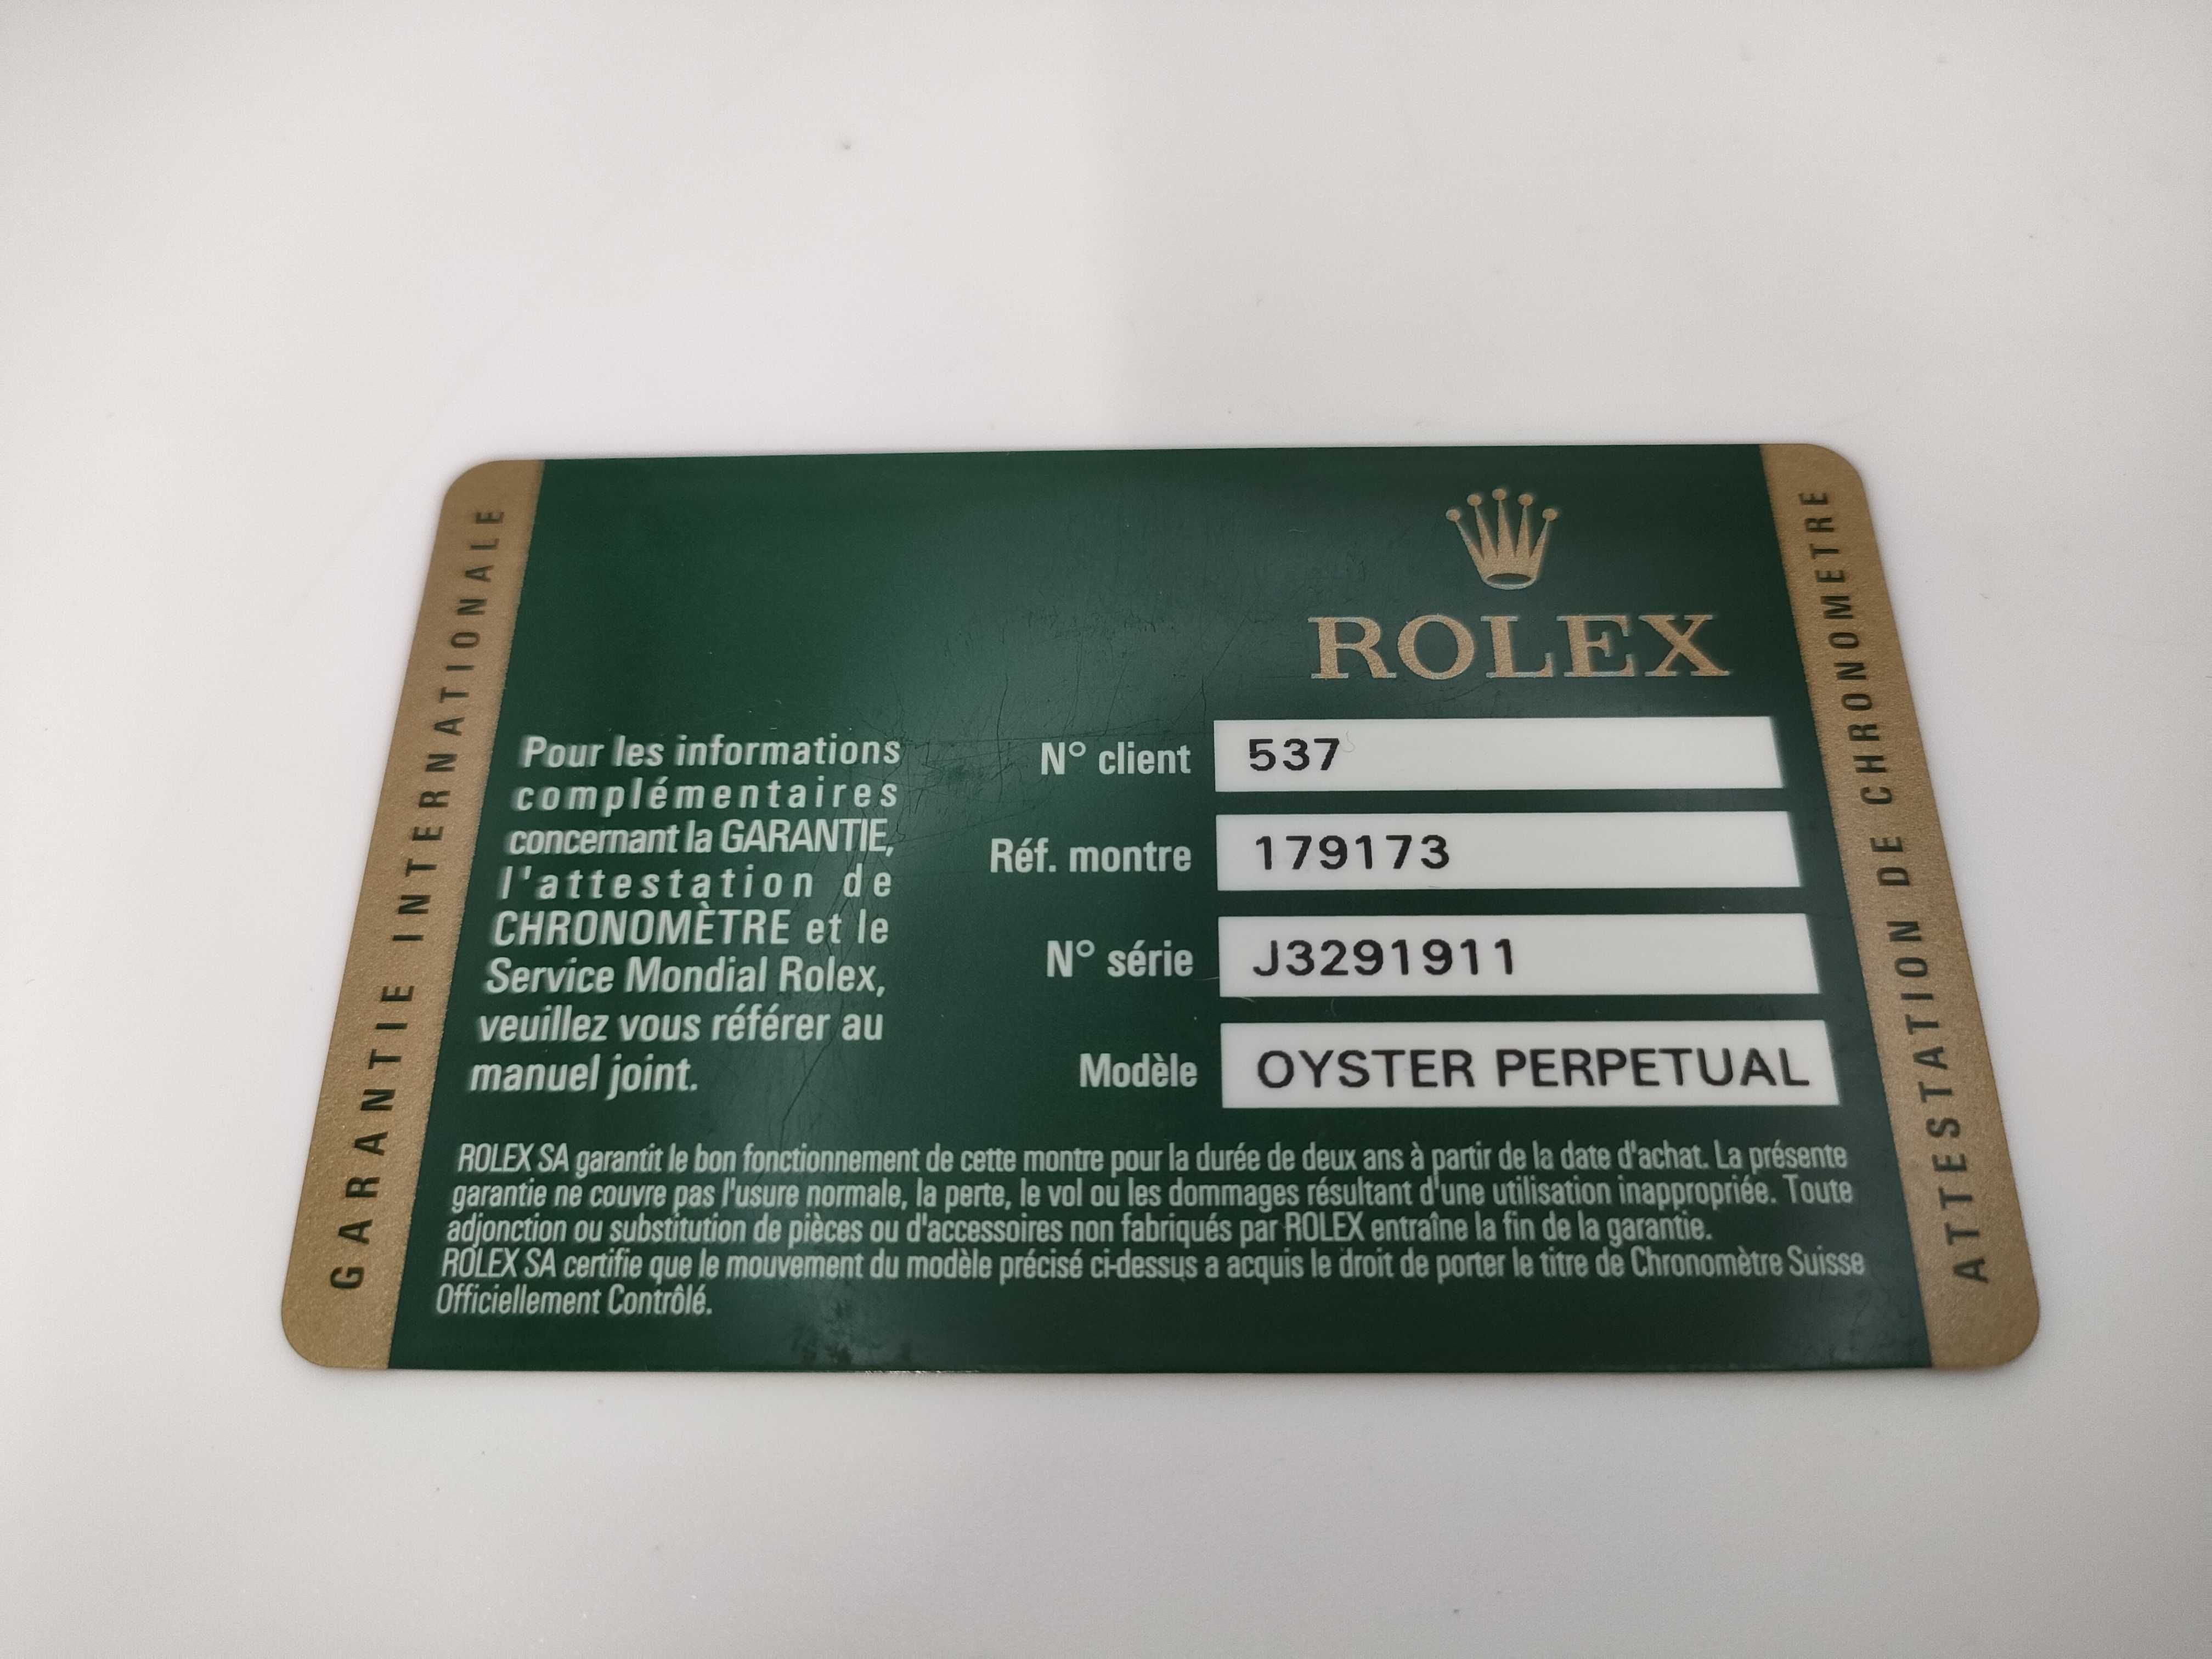 GARANTIE INTERNATIONALE
ROLEX
Pour les informations
complémentaires
concernant la GARANTIE,
l'attestation de
CHRONOMÈTRE et le
Service Mondial Rolex,
veuillez vous référer au
manuel joint.
N° client 537
Réf. montre 179173
N° série J3291911
Modèle OYSTER PERPETUAL
ROLEX SA garantit le bon fonctionnement de cette montre pour la durée de deux ans à partir de la date d'achat. La présente
garantie ne couvre pas l'usure normale, la perte, le vol ou les dommages résultant d'une utilisation inappropriée. Toute
adjonction ou substitution de pièces ou d'accessoires non fabriqués par ROLEX entraîne la fin de la garantie.
ROLEX SA certifie que le mouvement du modèle précisé ci-dessus a acquis le droit de porter le titre de Chronomètre Suisse
Officiellement Contrôlé.
ATTESTATION DE CHRONOMETRE